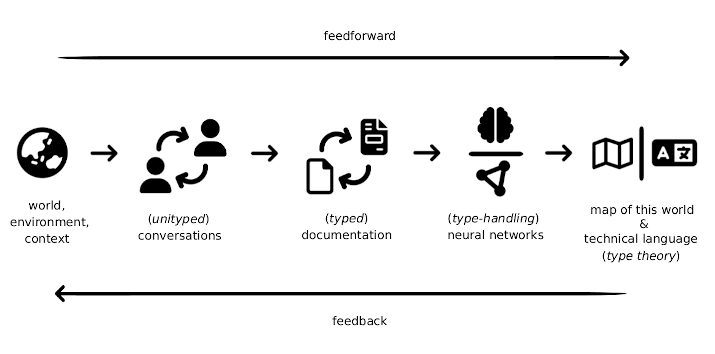 feedforward
A 文
world,
environment,
context
(unityped)
conversations
(typed)
documentation
(type-handling)
neural networks
map of this world
&
technical language
(type theory)
feedback